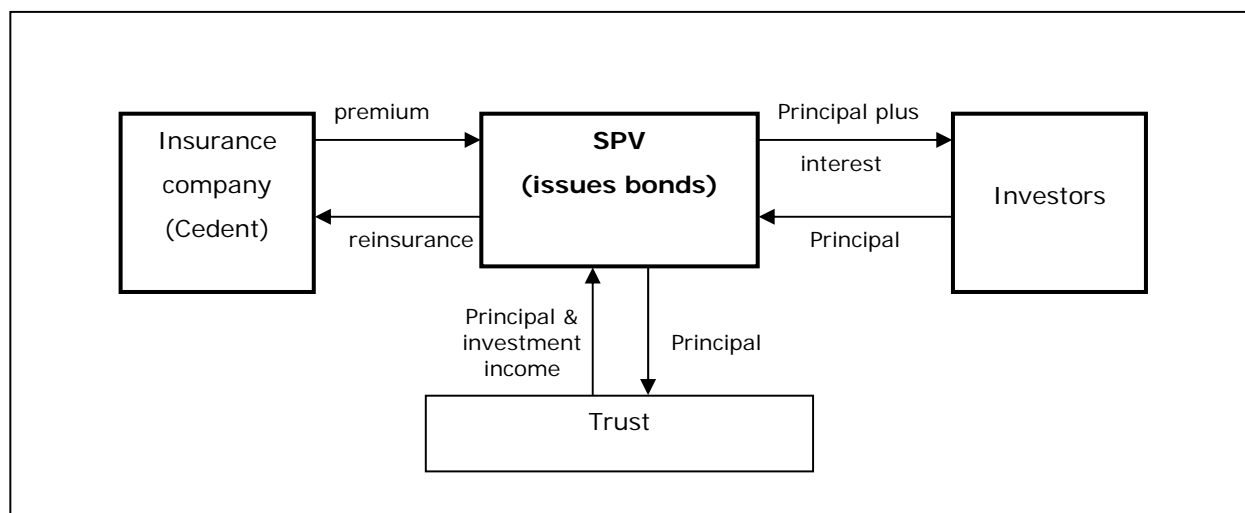 premium
Insurance
company
(Cedent)
reinsurance
SPV
(issues bonds)
Principal plus
interest
Principal
Investors
Principal &
investment
income
Principal
Trust